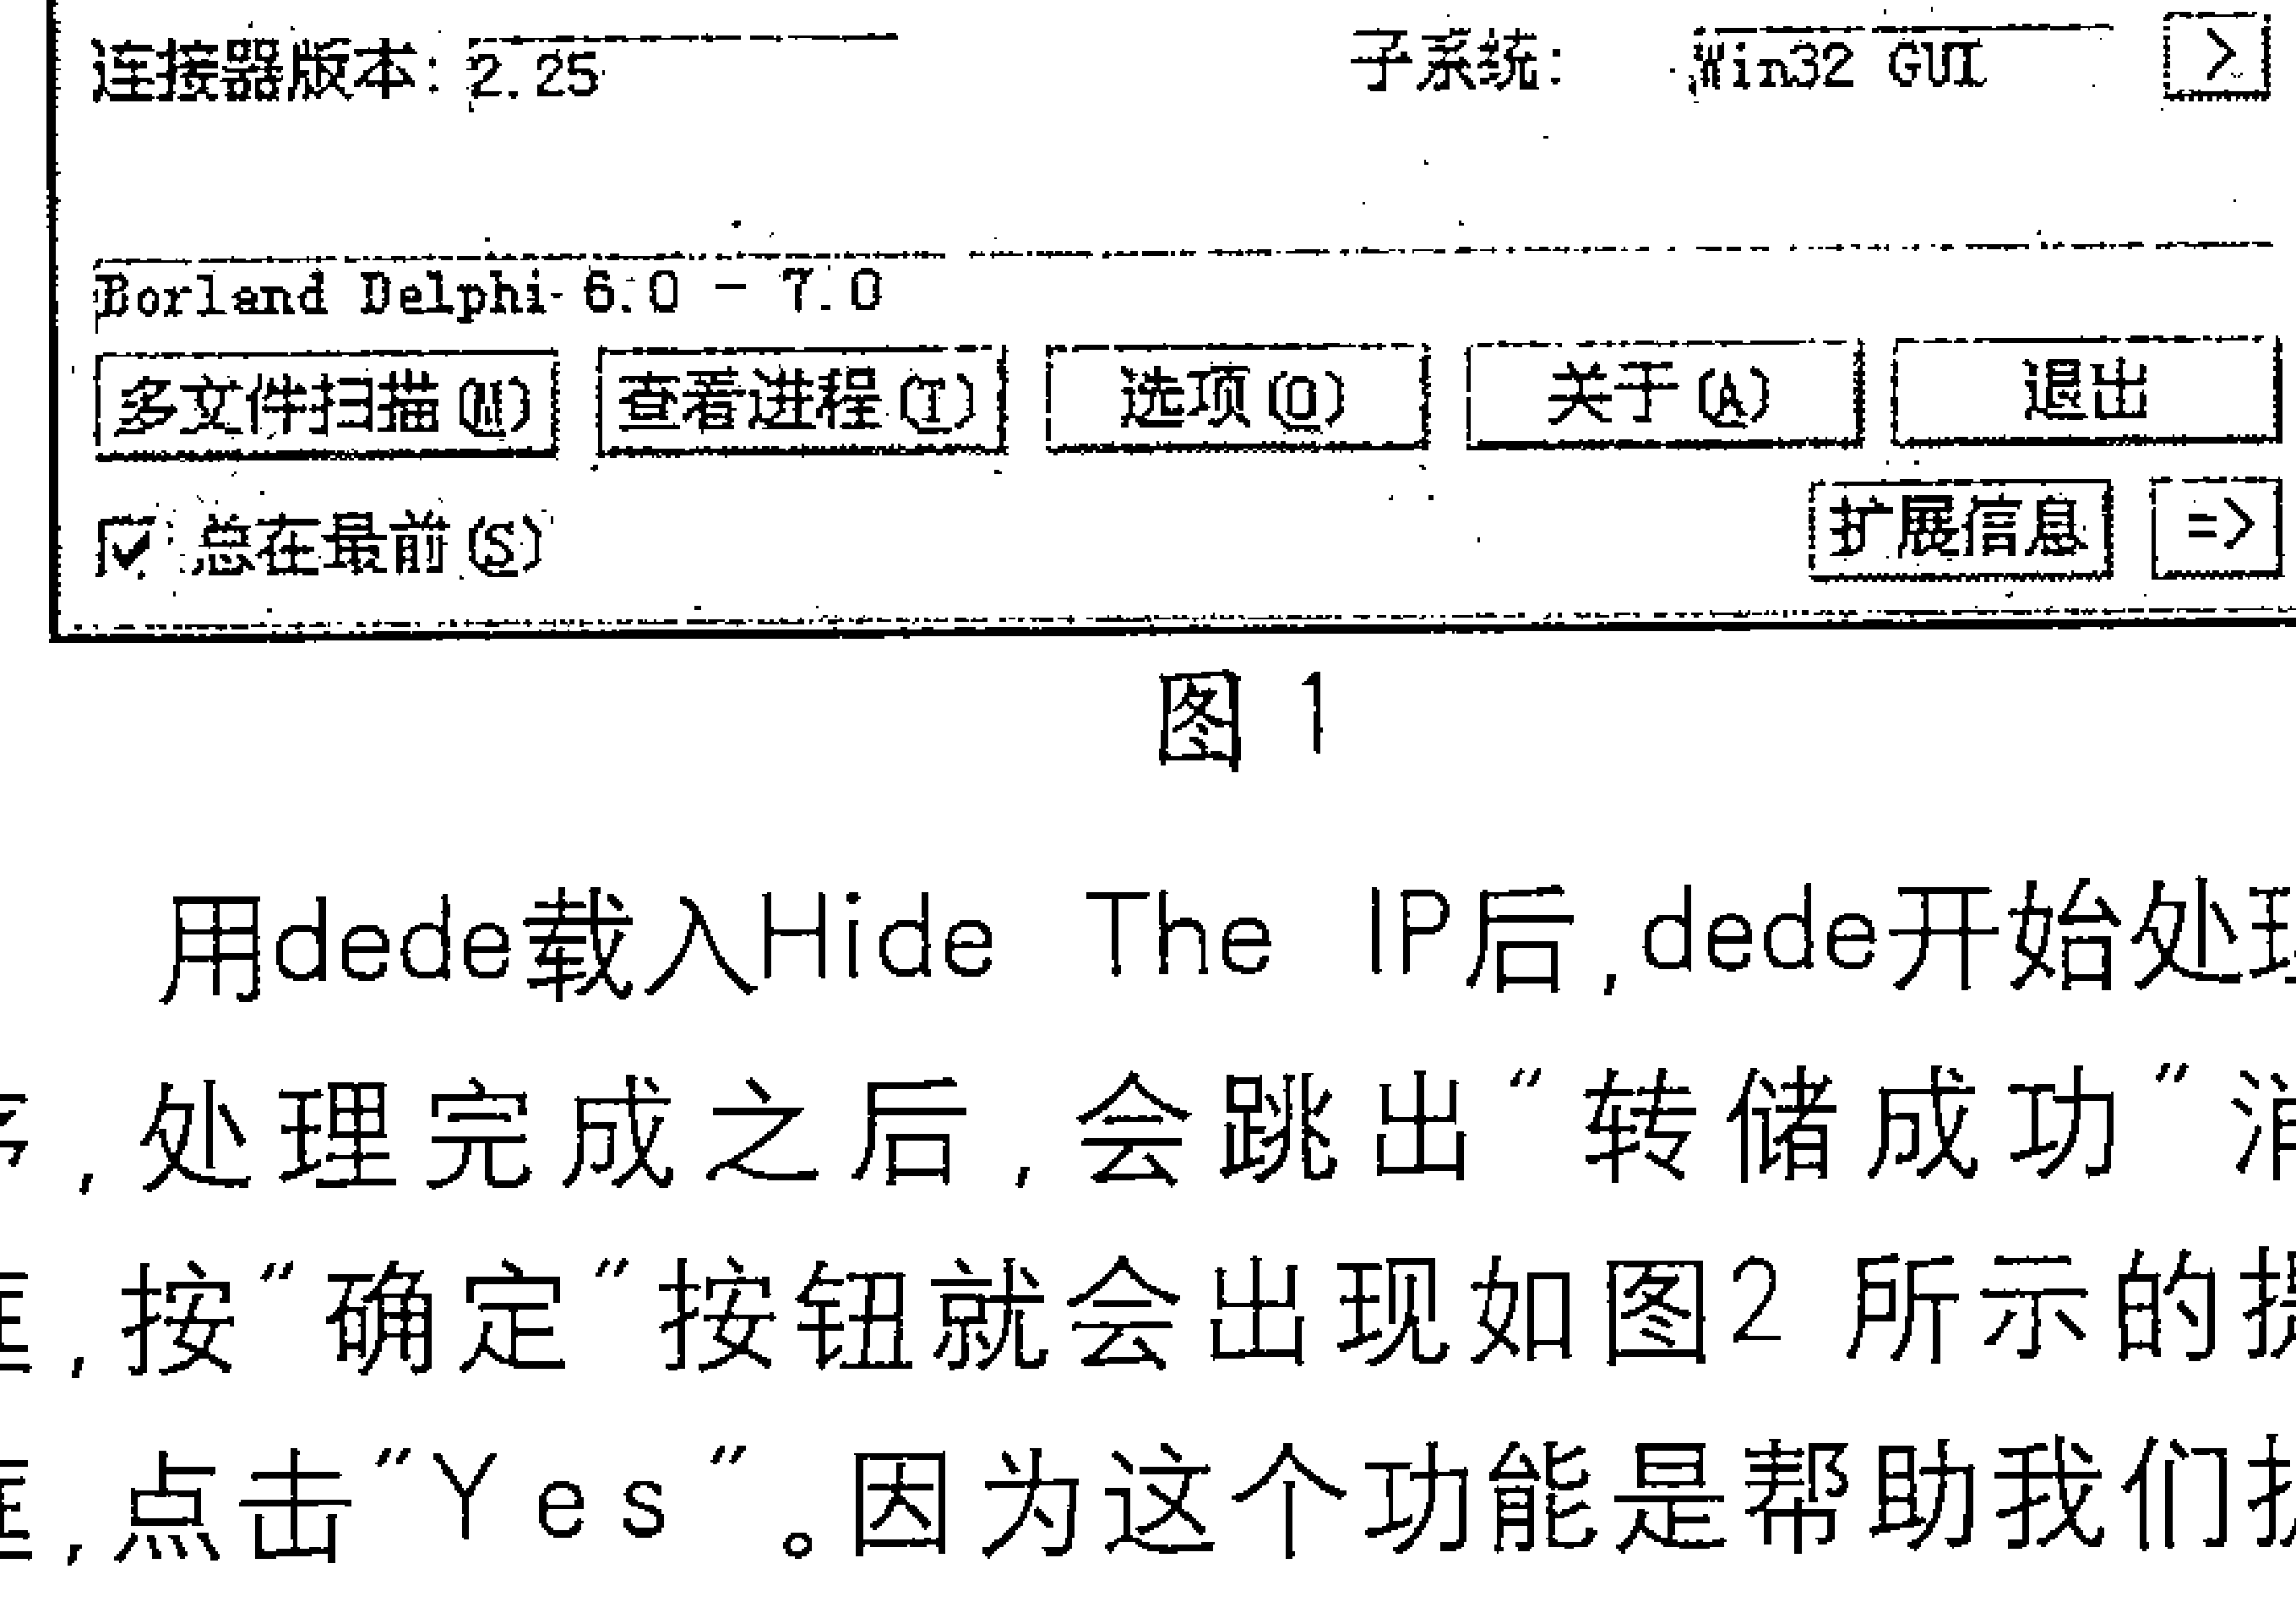 连接器版本: 2.25 子系统: Win32 GUI >
Borland Delphi 6.0 - 7.0
多文件扫描(M) 查看进程(I) 选项(O) 关于(A) 退出
总在最前(S) 扩展信息 =>
图 1
用dede载入Hide The IP后,dede开始处理
,处理完成之后,会跳出“转储成功”消
,按“确定”按钮就会出现如图2 所示的
,点击“Yes”。因为这个功能是帮助我们